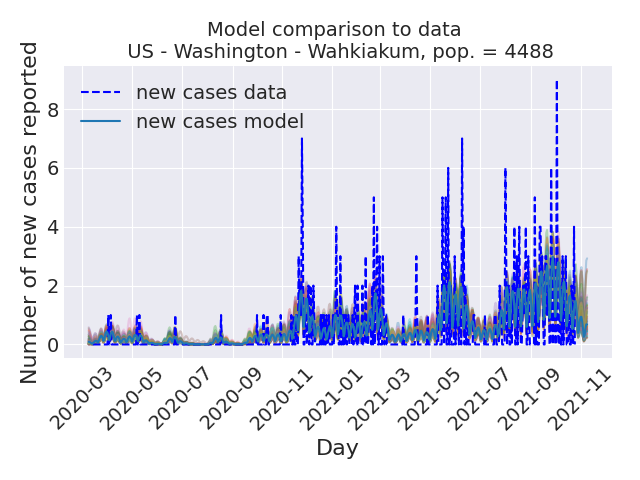 Model comparison to data
US - Washington - Wahkiakum, pop. = 4488
Number of new cases reported
new cases data
new cases model
8
6
4
2
0
2020-03
2020-05
2020-07
2020-09
2020-11
2021-01
2021-03
2021-05
2021-07
2021-09
2021-11
Day